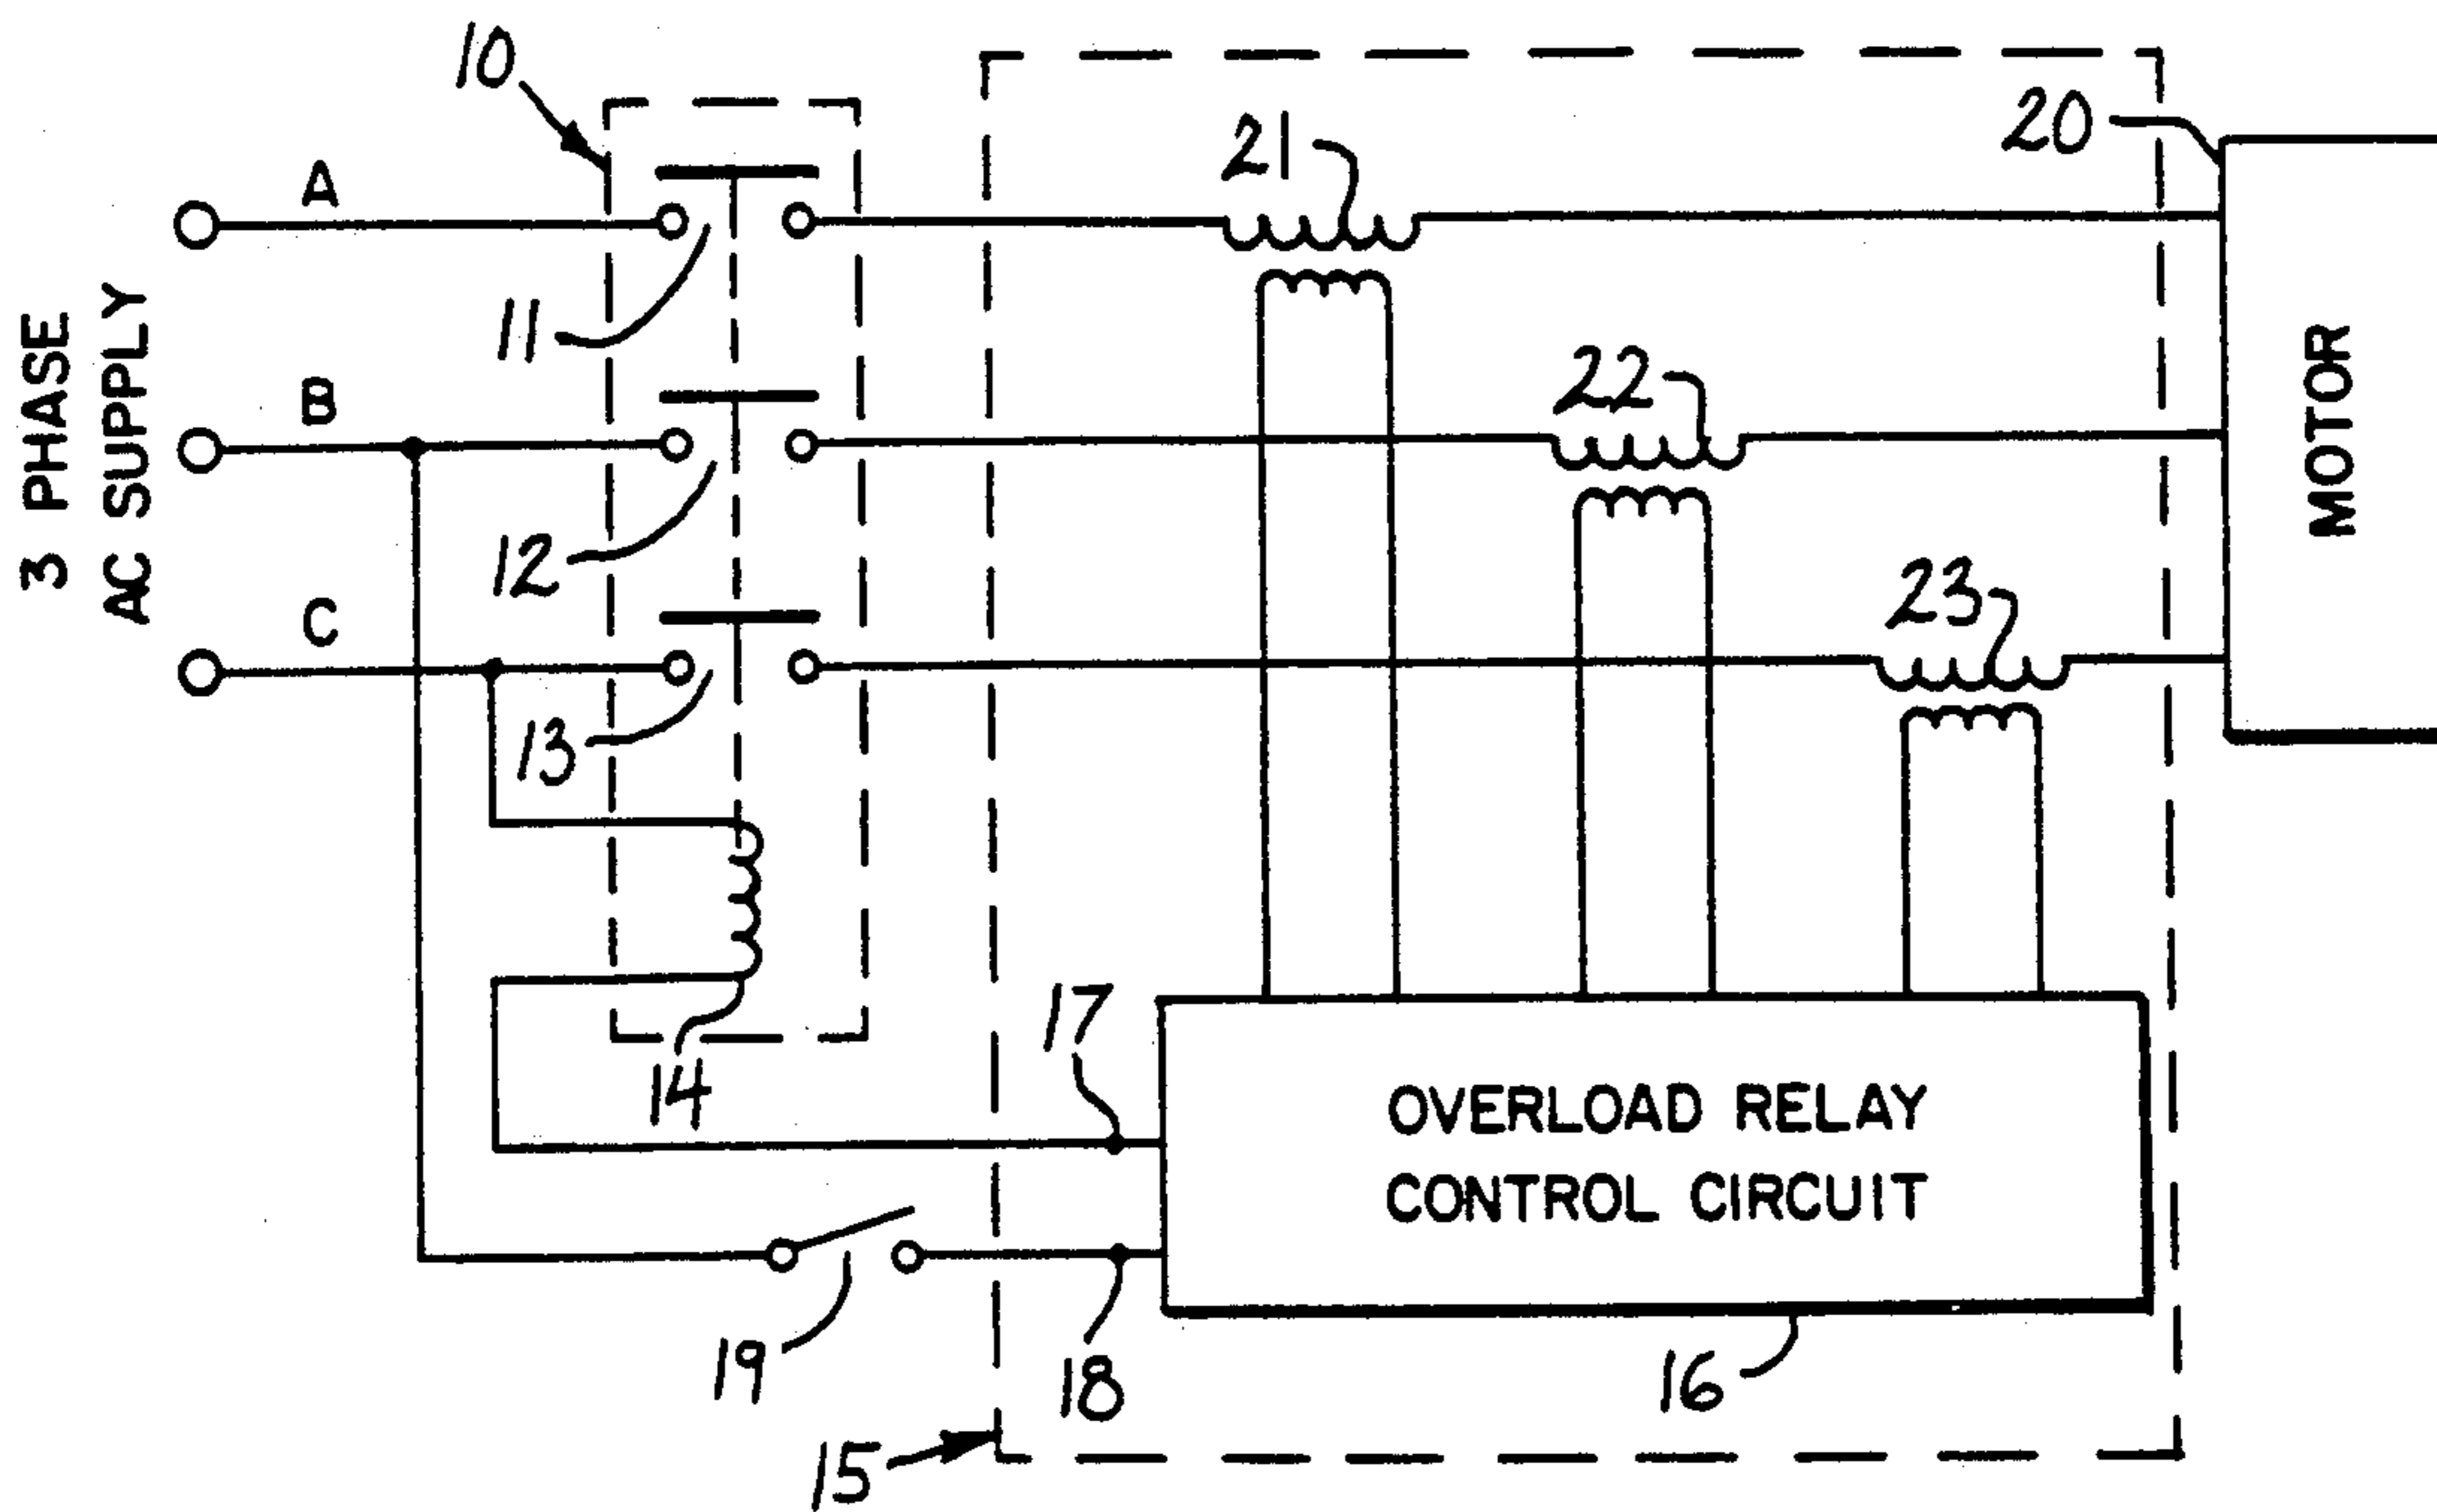 10
20
21
A
11
3 PHASE
AC SUPPLY
B
22
MOTOR
12
C
23
13
17
14
OVERLOAD RELAY
CONTROL CIRCUIT
19
18
16
15